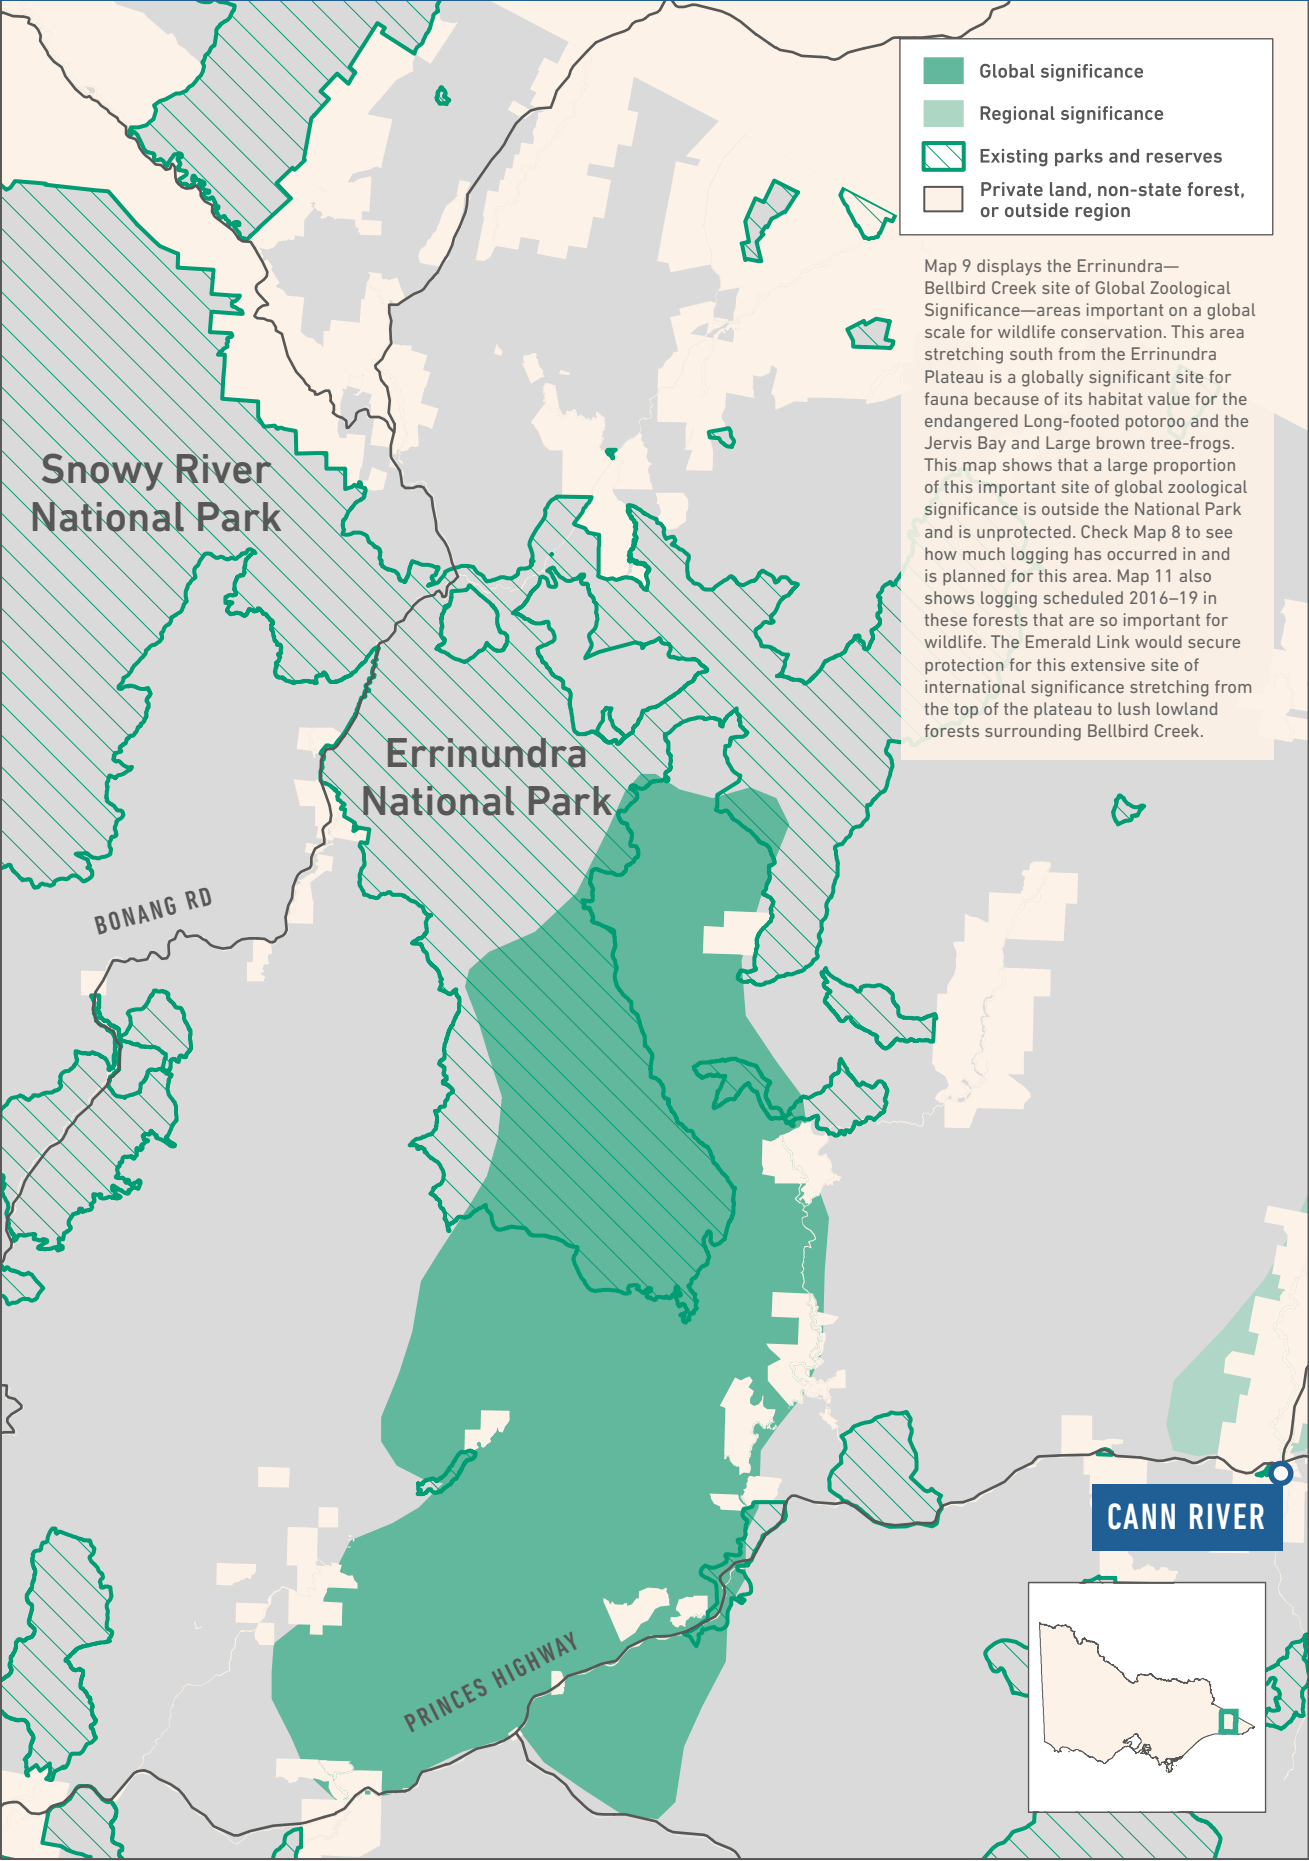 Global significance
Regional significance
Existing parks and reserves
Private land, non-state forest,
or outside region
Map 9 displays the Errinundra—
Bellbird Creek site of Global Zoological
Significance—areas important on a global
scale for wildlife conservation. This area
stretching south from the Errinundra
Plateau is a globally significant site for
fauna because of its habitat value for the
endangered Long-footed potoroo and the
Jervis Bay and Large brown tree-frogs.
This map shows that a large proportion
of this important site of global zoological
significance is outside the National Park
and is unprotected. Check Map 8 to see
how much logging has occurred in and
is planned for this area. Map 11 also
shows logging scheduled 2016–19 in
these forests that are so important for
wildlife. The Emerald Link would secure
protection for this extensive site of
international significance stretching from
the top of the plateau to lush lowland
forests surrounding Bellbird Creek.
Snowy River
National Park
Errinundra
National Park
BONANG RD
CANN RIVER
PRINCES HIGHWAY